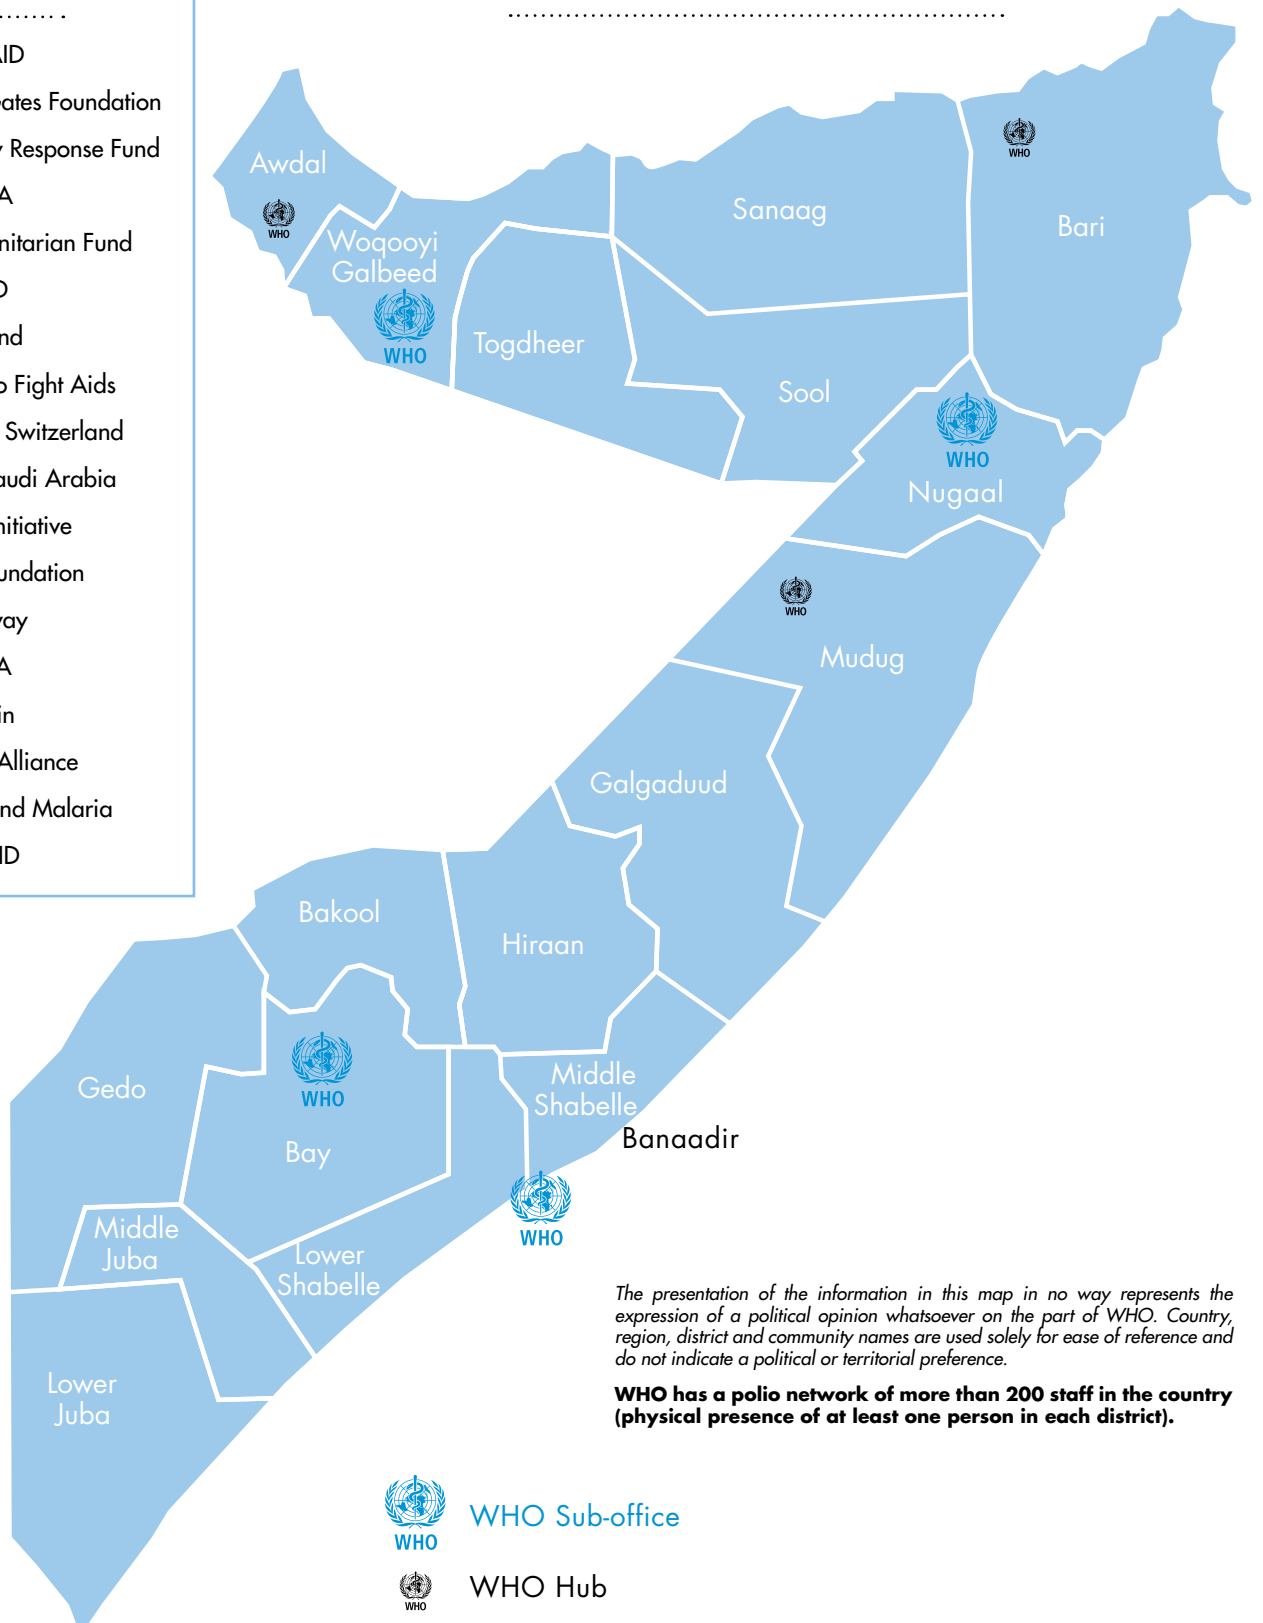 AID
Gates Foundation
y Response Fund
A
nitarian Fund
D
nd
o Fight Aids
Switzerland
audi Arabia
nitiative
undation
way
A
in
Alliance
nd Malaria
ID
Awdal
WHO
Woqooyi
Galbeed
WHO
Togdheer
Sanaag
WHO
Bari
Sool
WHO
Nugaal
WHO
Mudug
Galgaduud
Bakool
Hiraan
Gedo
WHO
Bay
Middle
Shabelle
Banaadir
WHO
Middle
Juba
Lower
Shabelle
Lower
Juba
The presentation of the information in this map in no way represents the
expression of a political opinion whatsoever on the part of WHO. Country,
region, district and community names are used solely for ease of reference and
do not indicate a political or territorial preference.
WHO has a polio network of more than 200 staff in the country
(physical presence of at least one person in each district).
WHO
WHO Sub-office
WHO
WHO Hub